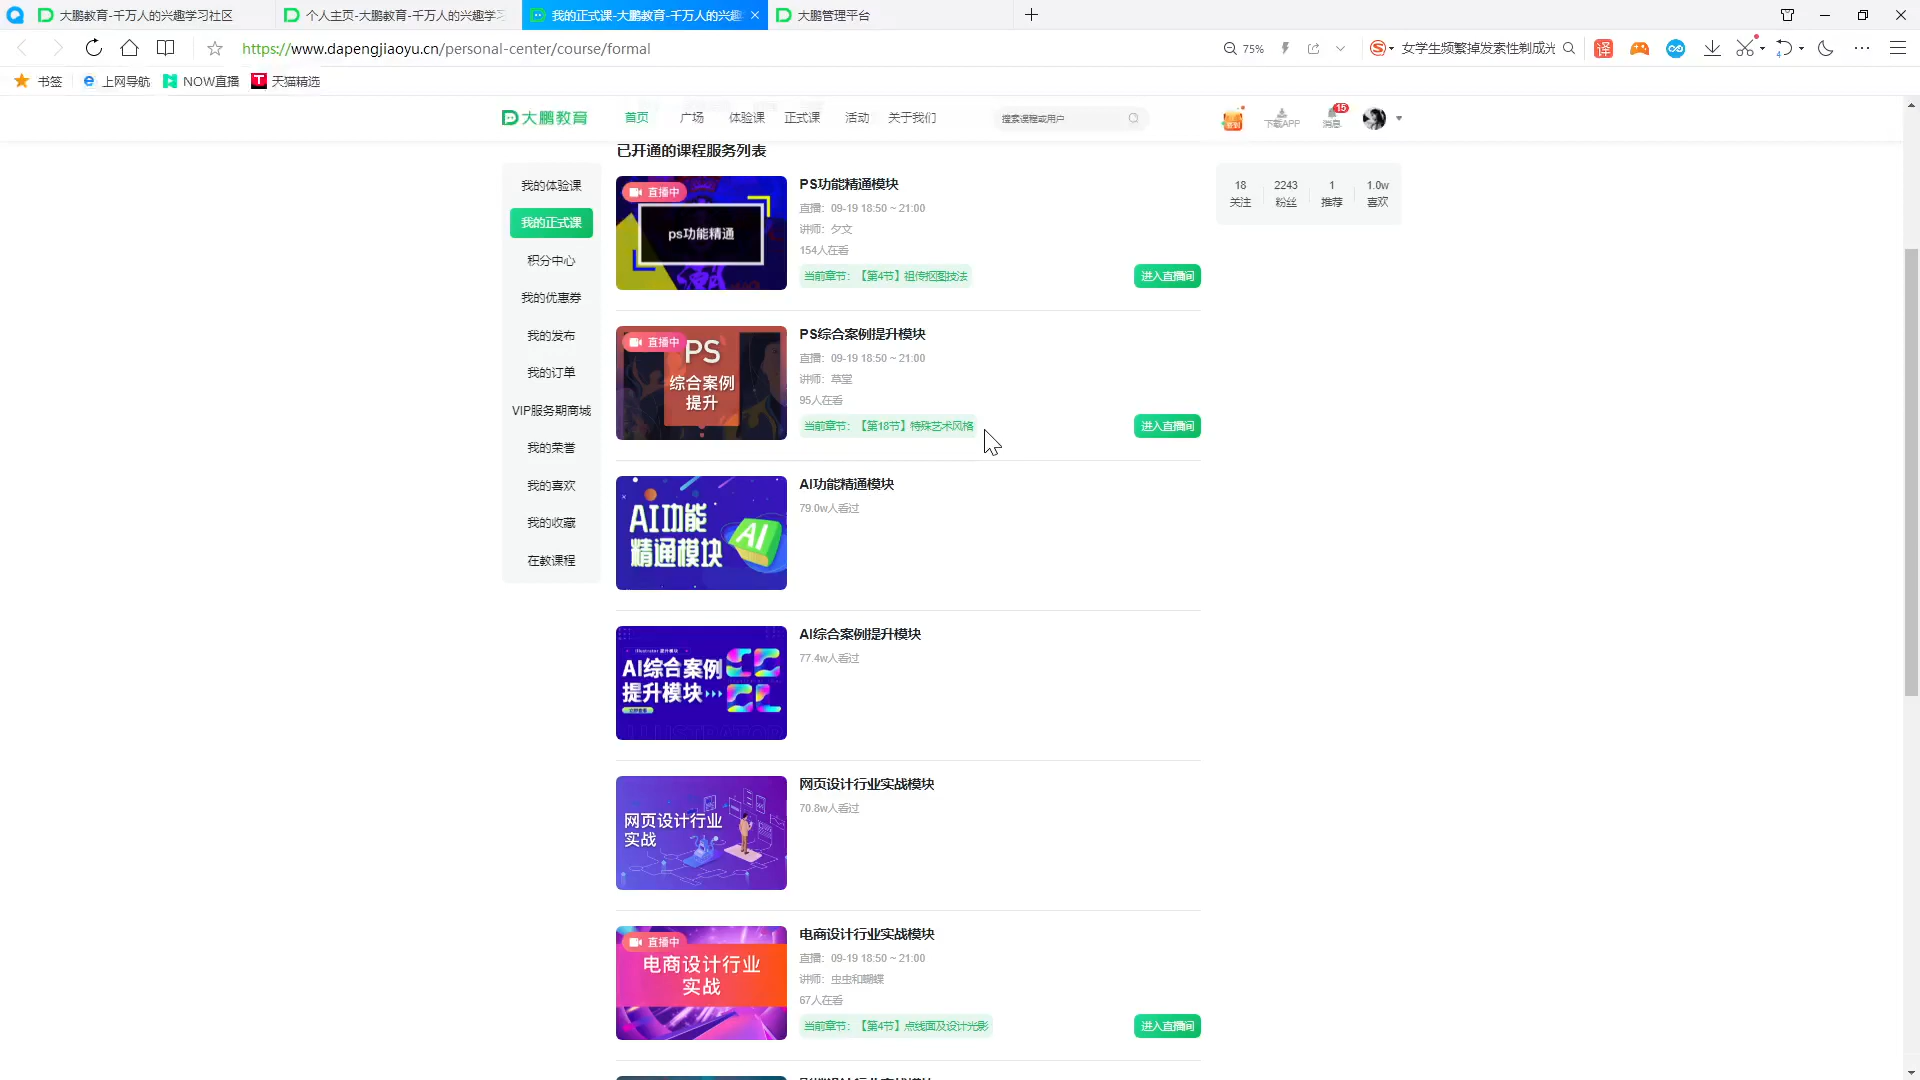 大鹏教育-千万人的兴趣学习社区
个人主页-大鹏教育-千万人的兴趣学习
我的正式课-大鹏教育-千万人的兴趣
大鹏管理平台
https://www.dapengjiaoyu.cn/personal-center/course/formal
75%
女学生频繁掉发索性剃成光
译
书签
上网导航
NOW直播
天猫精选
大鹏教育
首页
广场
体验课
正式课
活动
关于我们
搜索课程或用户
下载APP
15
消息
已开通的课程服务列表
我的体验课
我的正式课
积分中心
我的优惠券
我的发布
我的订单
VIP服务期商城
我的荣誉
我的喜欢
我的收藏
在教课程
18
关注
2243
粉丝
1
推荐
1.0w
喜欢
直播中
ps功能精通
PS功能精通模块
直播：09-19 18:50 ~ 21:00
讲师：夕文
154人在看
当前章节：【第4节】祖传抠图技法
进入直播间
直播中
PS
综合案例
提升
PS综合案例提升模块
直播：09-19 18:50 ~ 21:00
讲师：草堂
95人在看
当前章节：【第18节】特殊艺术风格
进入直播间
AI功能
精通模块
AI
AI功能精通模块
79.0w人看过
AI综合案例
提升模块
AI综合案例提升模块
77.4w人看过
网页设计行业
实战
网页设计行业实战模块
70.8w人看过
直播中
电商设计行业
实战
电商设计行业实战模块
直播：09-19 18:50 ~ 21:00
讲师：虫虫和蝴蝶
67人在看
当前章节：【第4节】点线面及设计光影
进入直播间